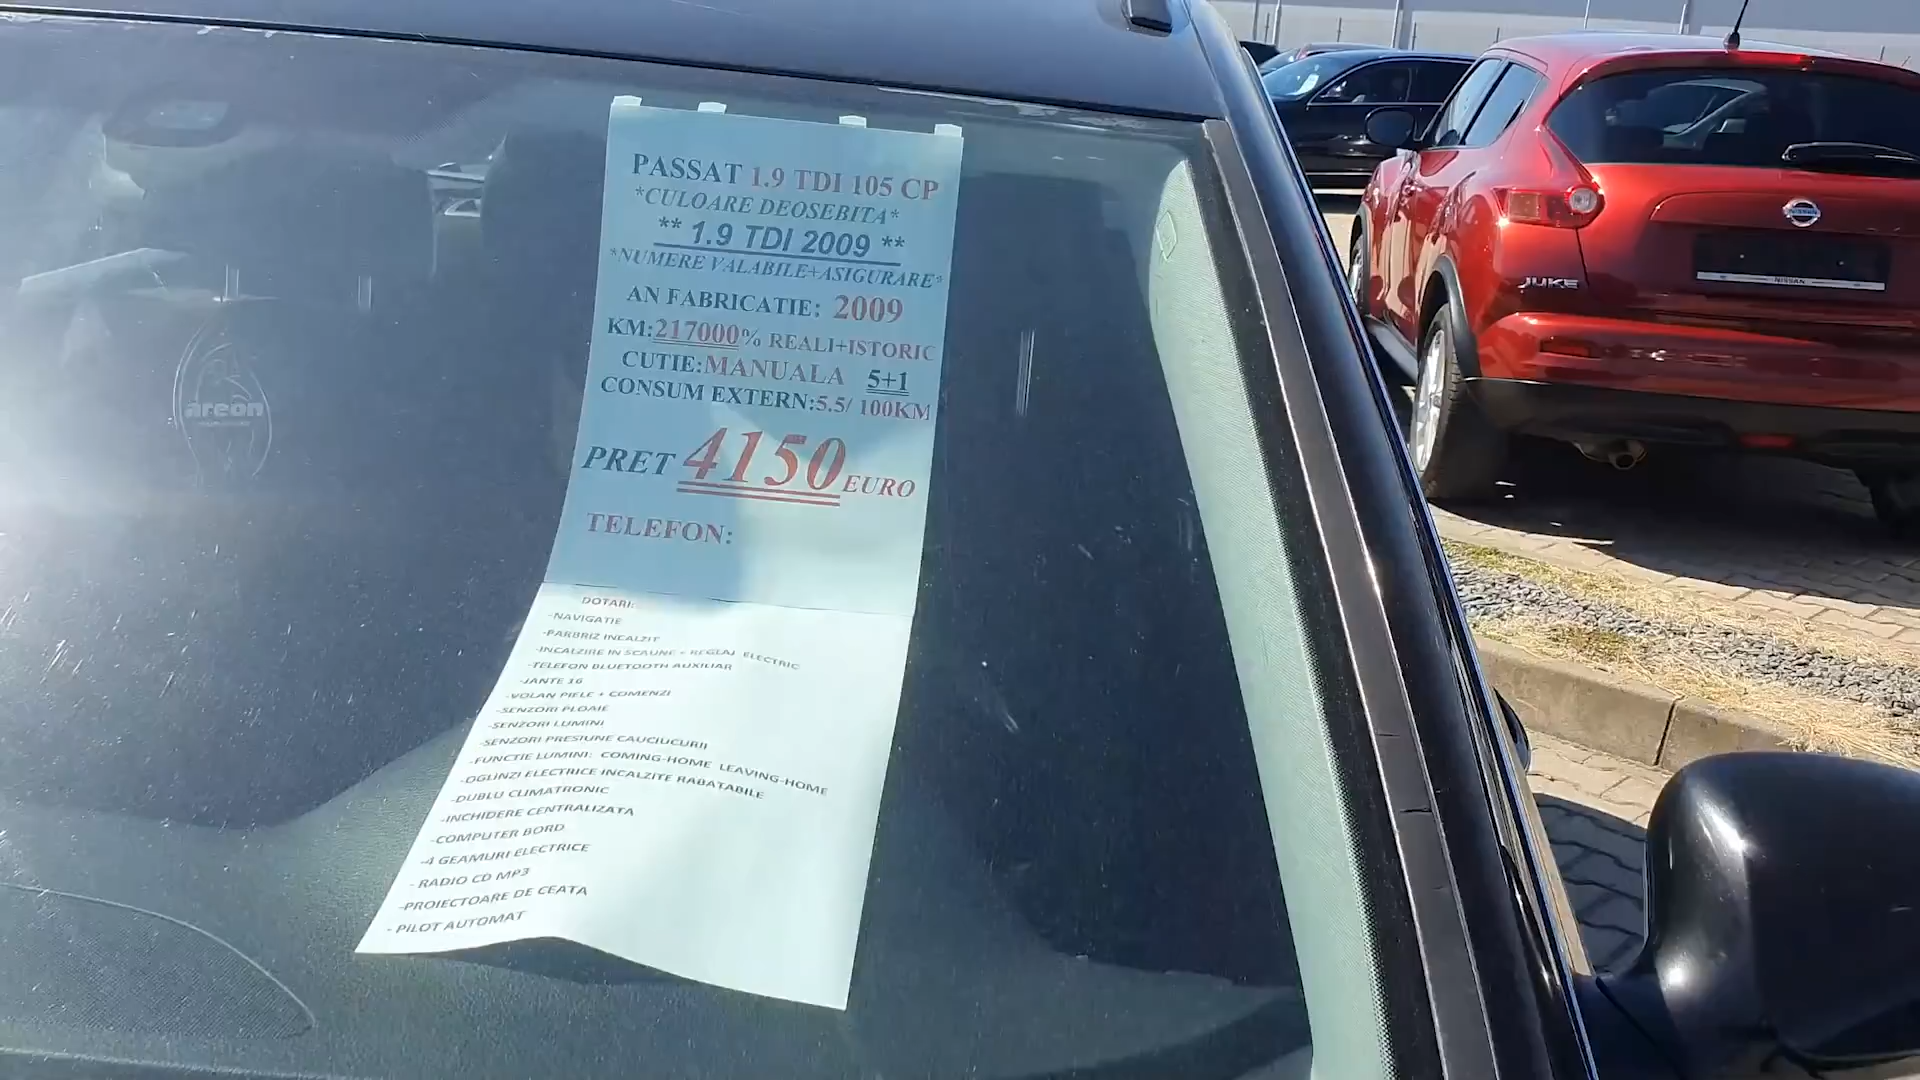 PASSAT 1.9 TDI 105 CP
*CULOARE DEOSEBITA*
** 1.9 TDI 2009 **
*NUMERE VALABILE+ASIGURARE*
AN FABRICATIE: 2009
KM:217000% REALI+ISTORIC
CUTIE:MANUALA 5+1
CONSUM EXTERN:5.5/ 100KM
PRET 4150 EURO
TELEFON:
DOTARI:
-NAVIGATIE
-PARBRIZ INCALZIT
-INCALZIRE IN SCAUNE + REGLAJ ELECTRIC
-TELEFON BLUETOOTH AUXILIAR
-JANTE 16
-VOLAN PIELE + COMENZI
-SENZORI PLOAIE
-SENZORI LUMINI
-SENZORI PRESIUNE CAUCIUCURII
-FUNCTIE LUMINI: COMING-HOME LEAVING-HOME
-OGLINZI ELECTRICE INCALZITE RABATABILE
-DUBLU CLIMATRONIC
-INCHIDERE CENTRALIZATA
-COMPUTER BORD
-4 GEAMURI ELECTRICE
- RADIO CD MP3
-PROIECTOARE DE CEATA
- PILOT AUTOMAT
areon
NISSAN
JUKE
NISSAN